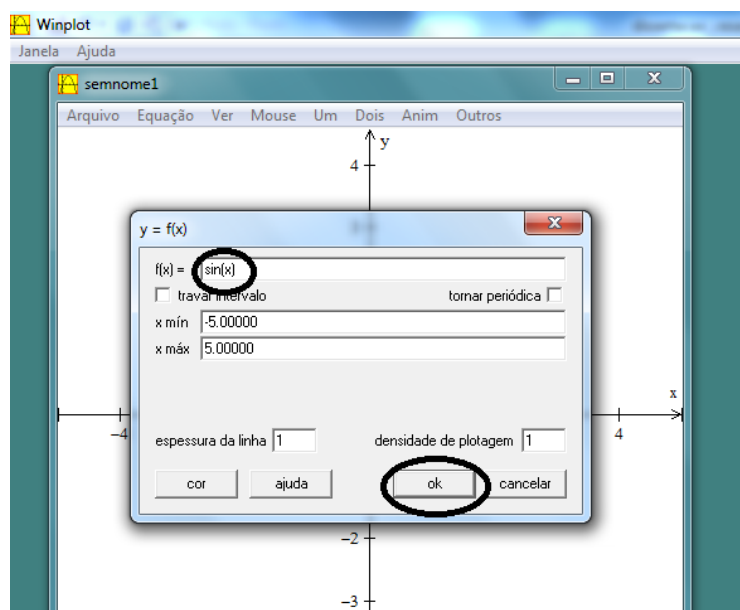 Winplot
Janela Ajuda
semnome1
Arquivo Equação Ver Mouse Um Dois Anim Outros
y
4
y = f(x)
f(x) = sin(x)
travar intervalo tornar periódica
x mín -5.00000
x máx 5.00000
x
-4 4
espessura da linha 1 densidade de plotagem 1
cor ajuda ok cancelar
-2
-3